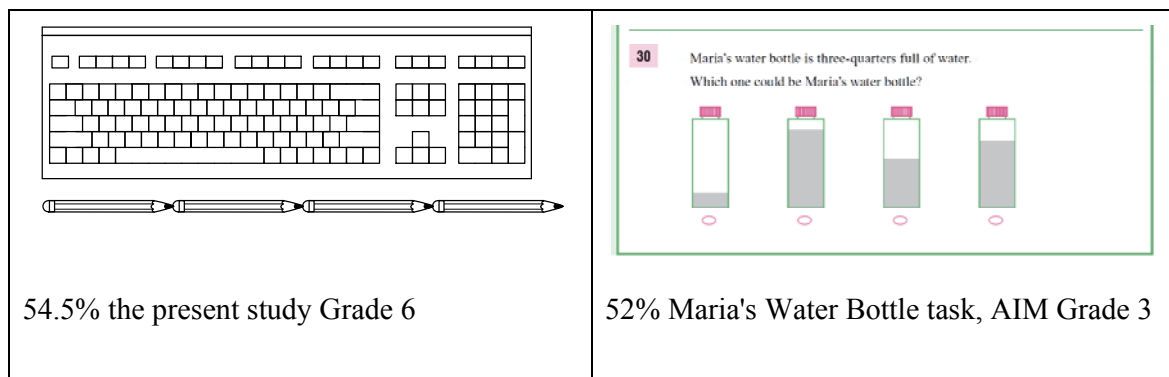 54.5% the present study Grade 6
30 Maria's water bottle is three-quarters full of water.
Which one could be Maria's water bottle?
52% Maria's Water Bottle task, AIM Grade 3